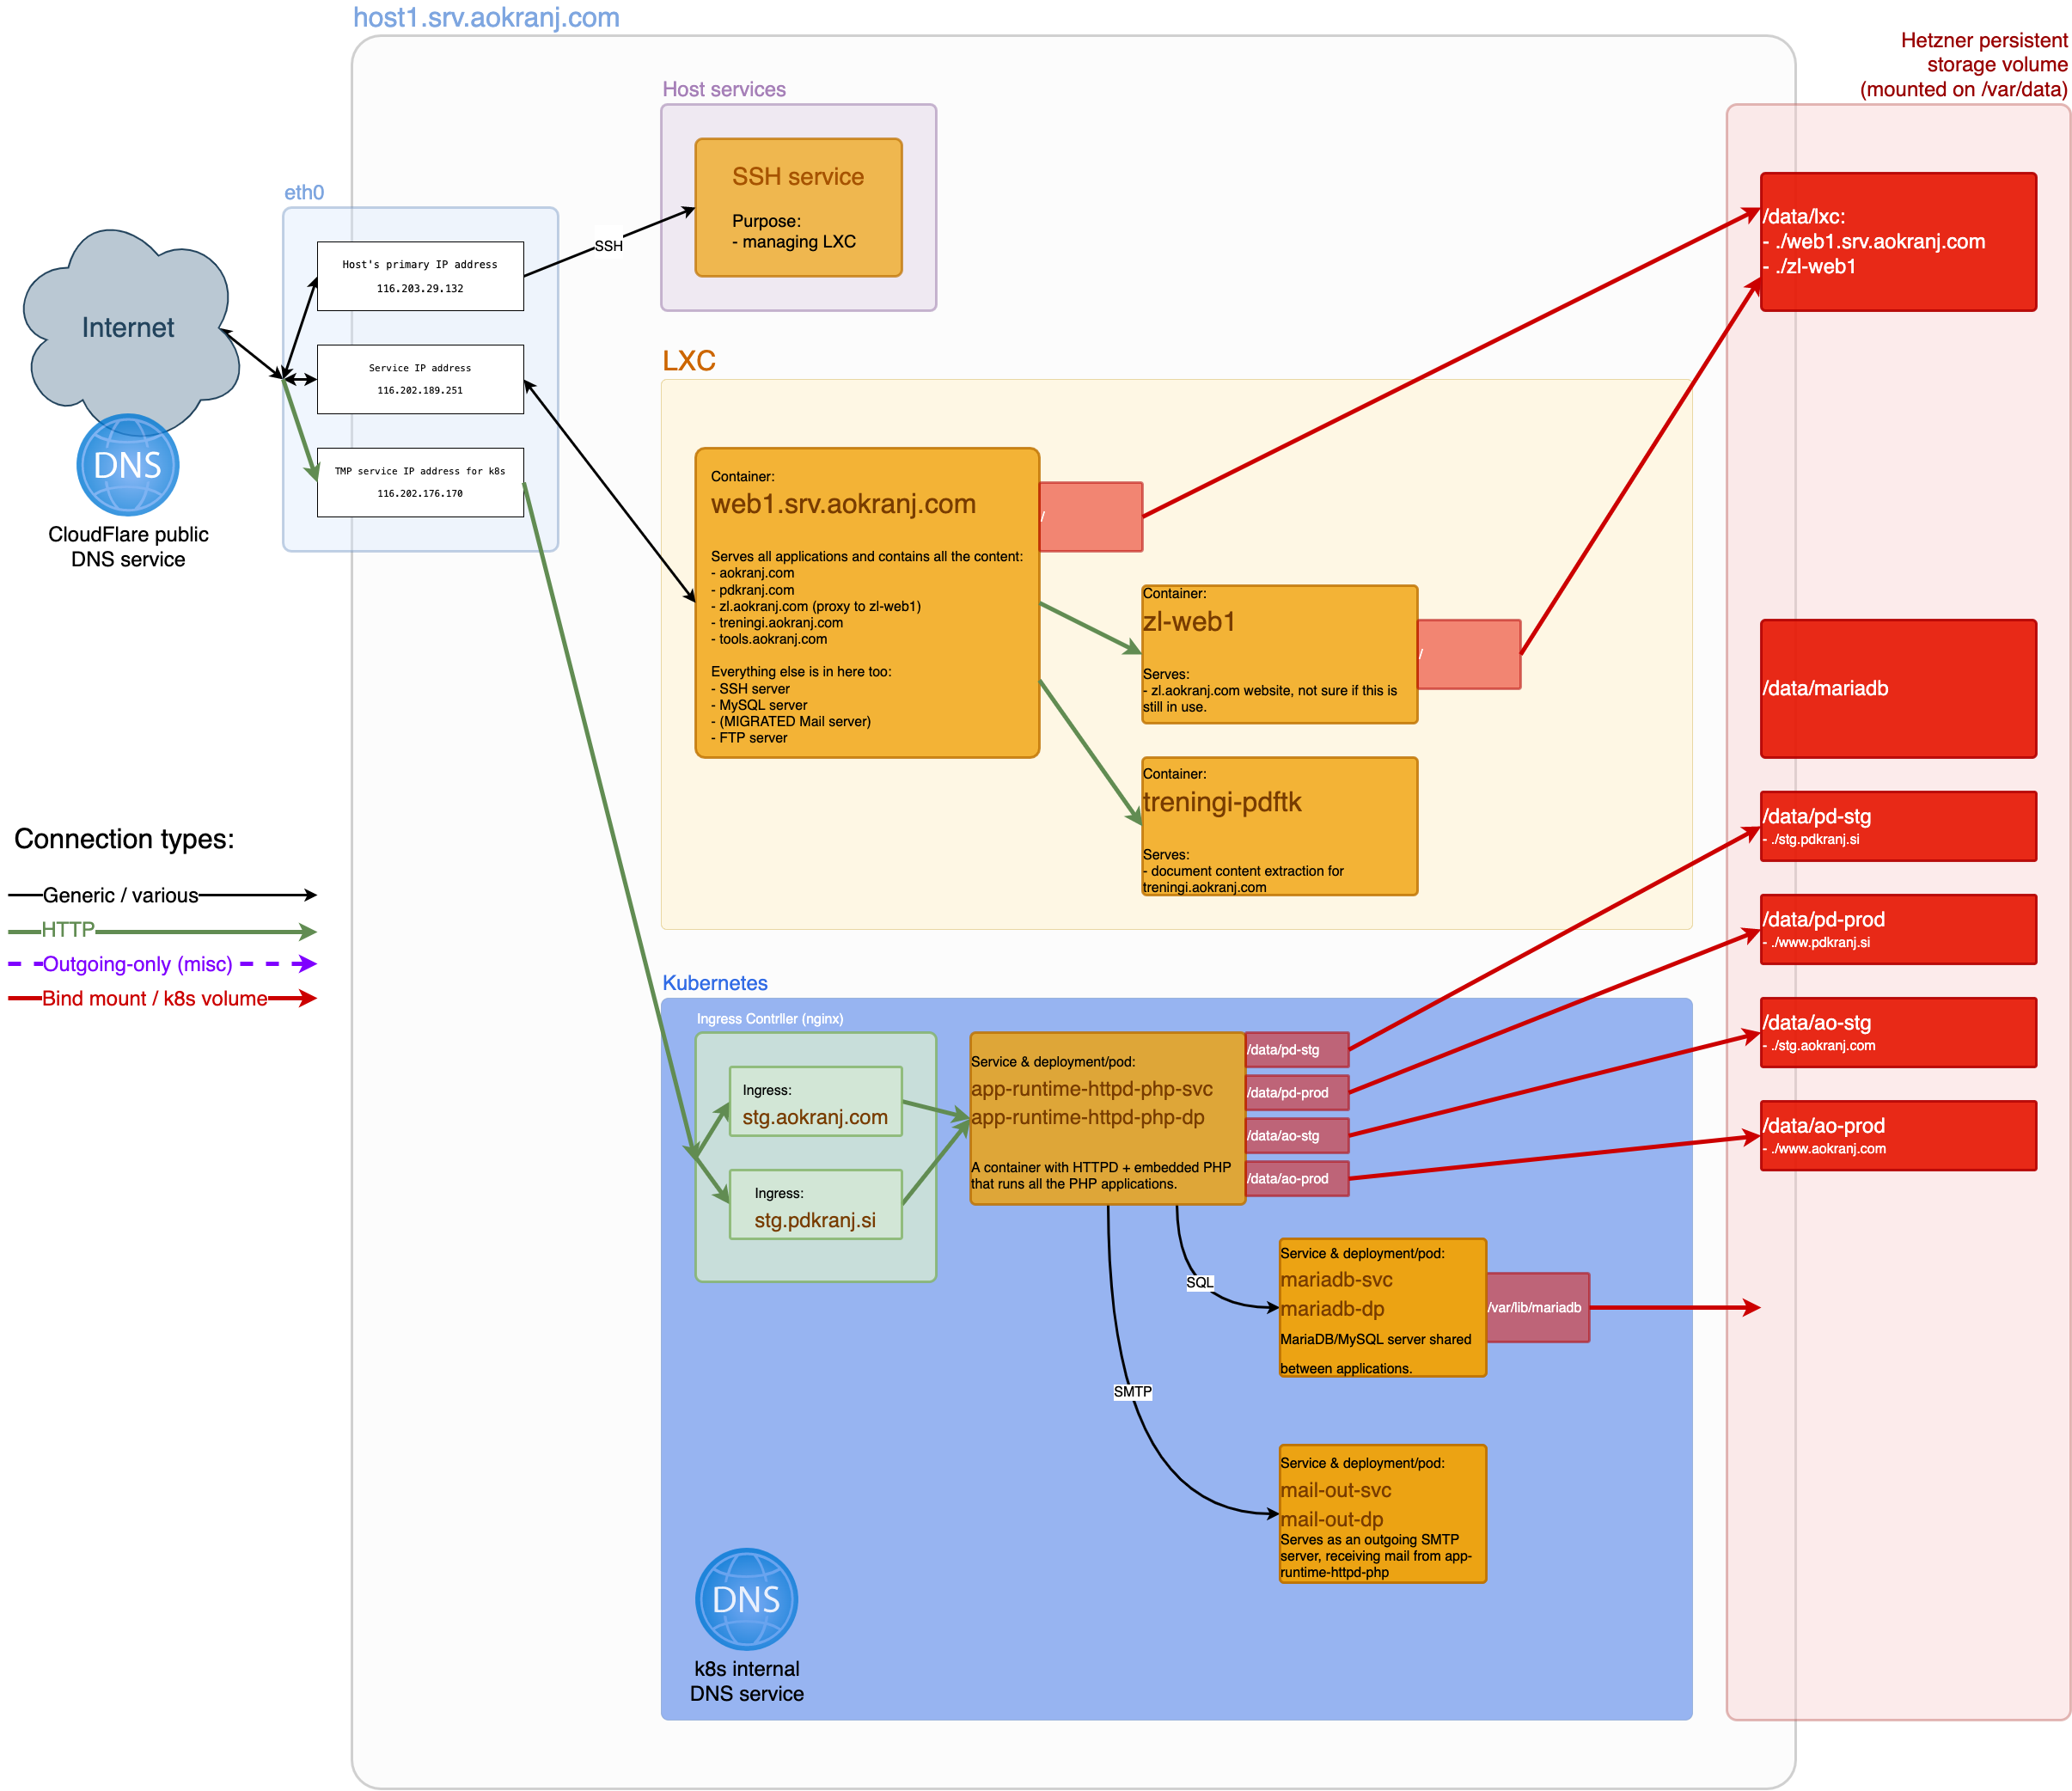 host1.srv.aokranj.com
Hetzner persistent
storage volume
(mounted on /var/data)
Host services
SSH service
Purpose:
- managing LXC
eth0
Host's primary IP address
116.203.29.132
SSH
Service IP address
116.202.189.251
TMP service IP address for k8s
116.202.176.170
Internet
DNS
CloudFlare public
DNS service
/data/lxc:
- ./web1.srv.aokranj.com
- ./zl-web1
LXC
Container:
web1.srv.aokranj.com
Serves all applications and contains all the content:
- aokranj.com
- pdkranj.com
- zl.aokranj.com (proxy to zl-web1)
- treningi.aokranj.com
- tools.aokranj.com
Everything else is in here too:
- SSH server
- MySQL server
- (MIGRATED Mail server)
- FTP server
/
Container:
zl-web1
Serves:
- zl.aokranj.com website, not sure if this is
still in use.
/
Container:
treningi-pdftk
Serves:
- document content extraction for
treningi.aokranj.com
/data/mariadb
/data/pd-stg
- ./stg.pdkranj.si
/data/pd-prod
- ./www.pdkranj.si
/data/ao-stg
- ./stg.aokranj.com
/data/ao-prod
- ./www.aokranj.com
Connection types:
Generic / various
HTTP
Outgoing-only (misc)
Bind mount / k8s volume
Kubernetes
Ingress Contrller (nginx)
Ingress:
stg.aokranj.com
Ingress:
stg.pdkranj.si
Service & deployment/pod:
app-runtime-httpd-php-svc
app-runtime-httpd-php-dp
A container with HTTPD + embedded PHP
that runs all the PHP applications.
/data/pd-stg
/data/pd-prod
/data/ao-stg
/data/ao-prod
SQL
Service & deployment/pod:
mariadb-svc
mariadb-dp
MariaDB/MySQL server shared
between applications.
/var/lib/mariadb
SMTP
Service & deployment/pod:
mail-out-svc
mail-out-dp
Serves as an outgoing SMTP
server, receiving mail from app-
runtime-httpd-php
DNS
k8s internal
DNS service